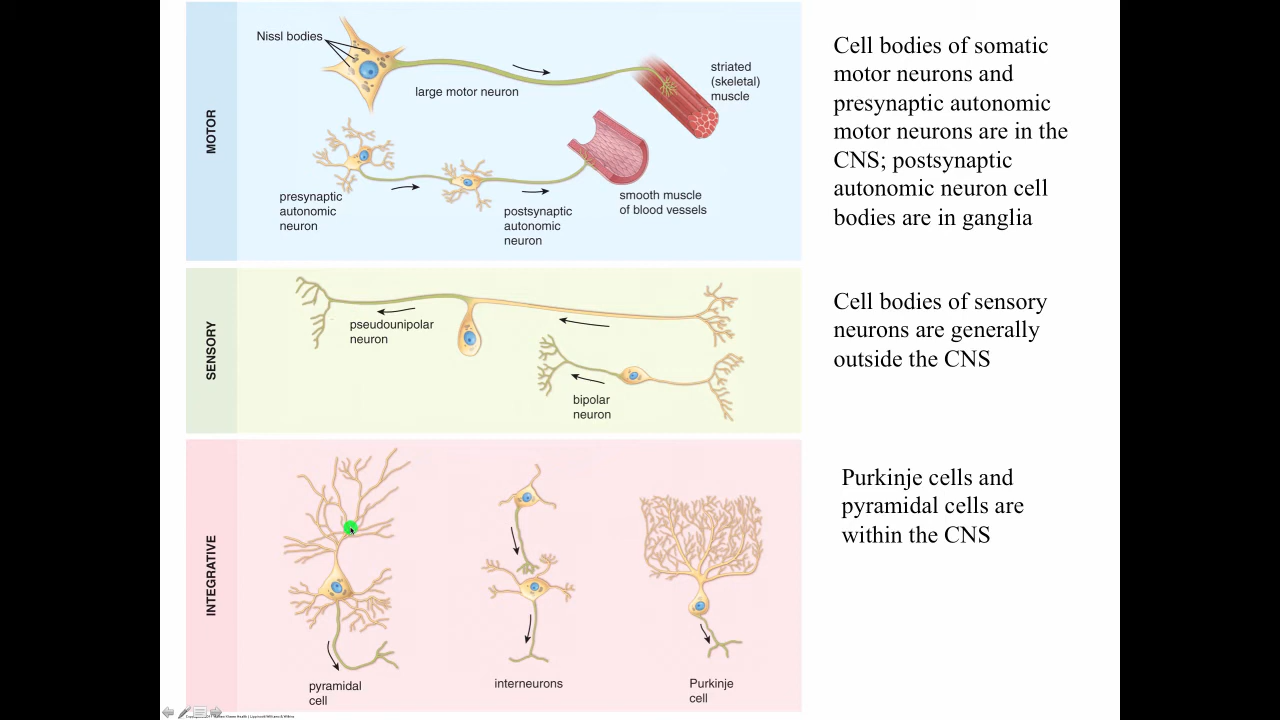 MOTOR
Nissl bodies
large motor neuron
striated
(skeletal)
muscle
presynaptic
autonomic
neuron
postsynaptic
autonomic
neuron
smooth muscle
of blood vessels
Cell bodies of somatic
motor neurons and
presynaptic autonomic
motor neurons are in the
CNS; postsynaptic
autonomic neuron cell
bodies are in ganglia
SENSORY
pseudounipolar
neuron
bipolar
neuron
Cell bodies of sensory
neurons are generally
outside the CNS
INTEGRATIVE
pyramidal
cell
interneurons
Purkinje
cell
Purkinje cells and
pyramidal cells are
within the CNS